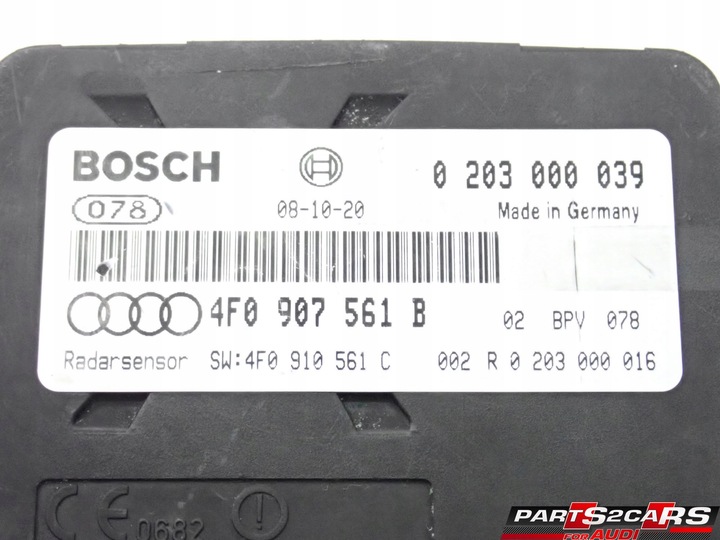 BOSCH 0 203 000 039
078 08-10-20 Made in Germany
4F0 907 561 B 02 BPV 078
Radarsensor SW:4F0 910 561 C 002 R 0 203 000 016
CE 0682 !
PARTS2CARS
FOR AUDI